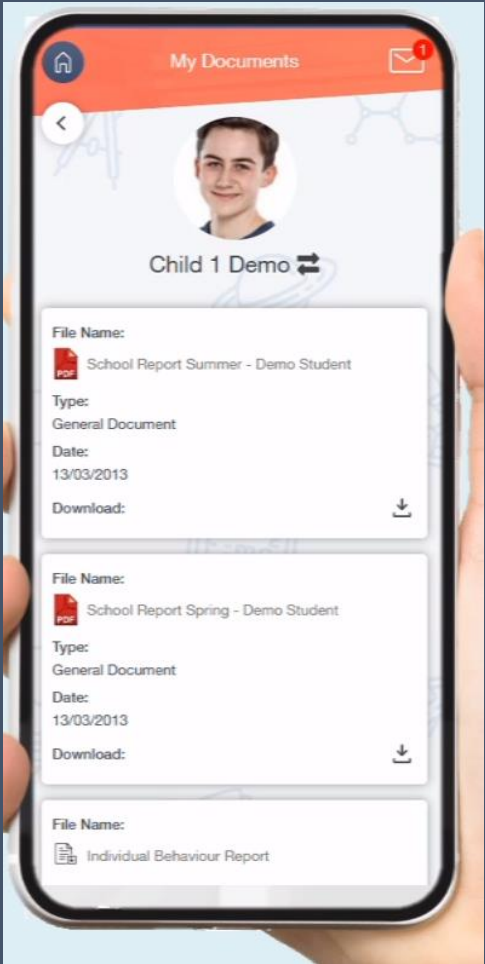 My Documents
1
Child 1 Demo
File Name:
PDF School Report Summer - Demo Student
Type:
General Document
Date:
13/03/2013
Download:
File Name:
PDF School Report Spring - Demo Student
Type:
General Document
Date:
13/03/2013
Download:
File Name:
Individual Behaviour Report